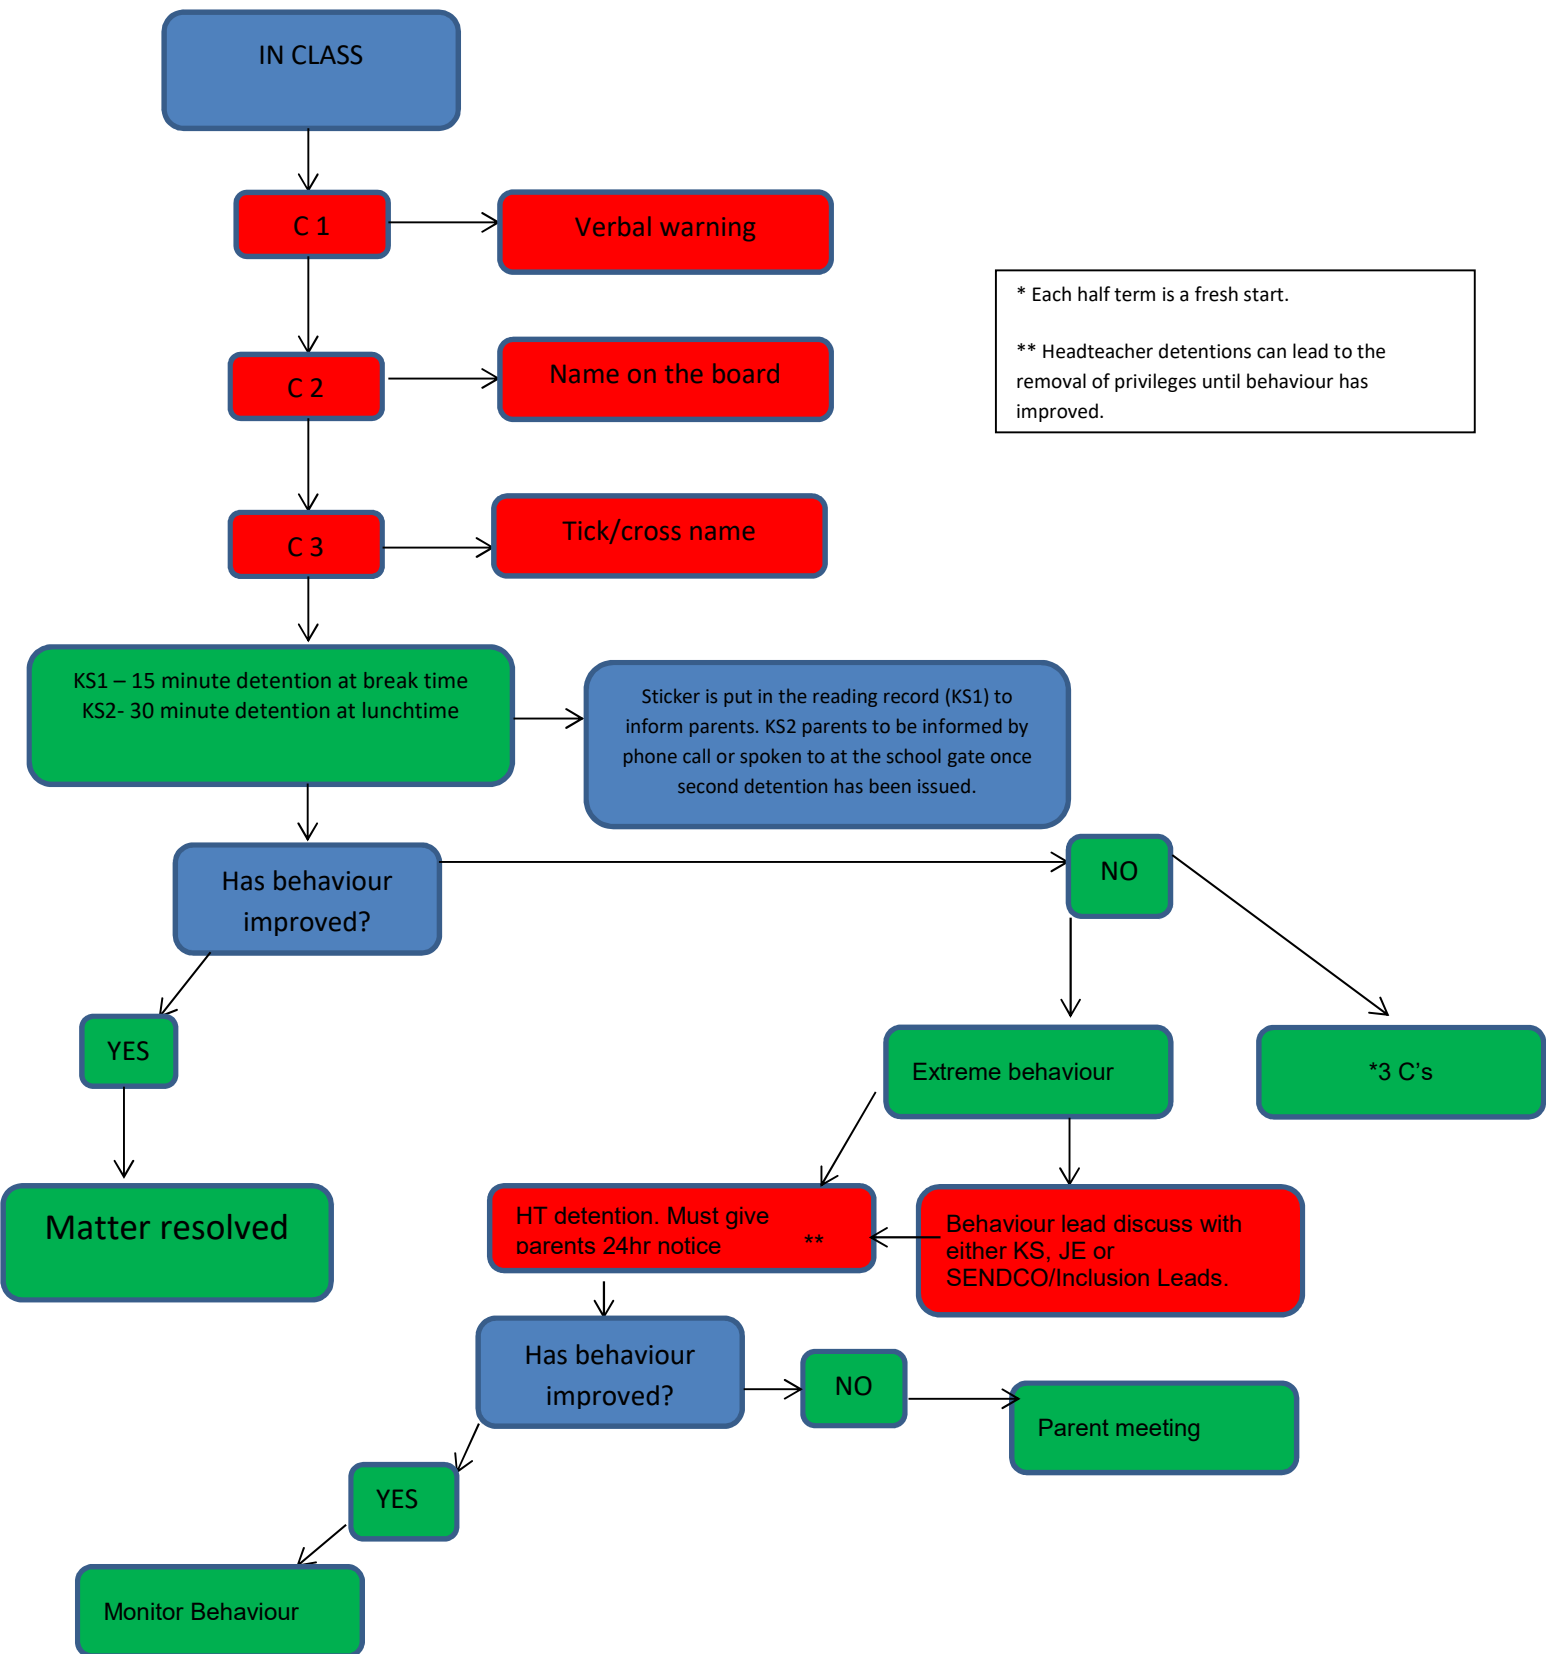 IN CLASS
C 1
Verbal warning
* Each half term is a fresh start.
** Headteacher detentions can lead to the
removal of privileges until behaviour has
improved.
C 2
Name on the board
C 3
Tick/cross name
KS1 – 15 minute detention at break time
KS2- 30 minute detention at lunchtime
Sticker is put in the reading record (KS1) to
inform parents. KS2 parents to be informed by
phone call or spoken to at the school gate once
second detention has been issued.
Has behaviour
improved?
NO
YES
Extreme behaviour
*3 C’s
Matter resolved
HT detention. Must give
parents 24hr notice **
Behaviour lead discuss with
either KS, JE or
SENDCO/Inclusion Leads.
Has behaviour
improved?
NO
Parent meeting
YES
Monitor Behaviour